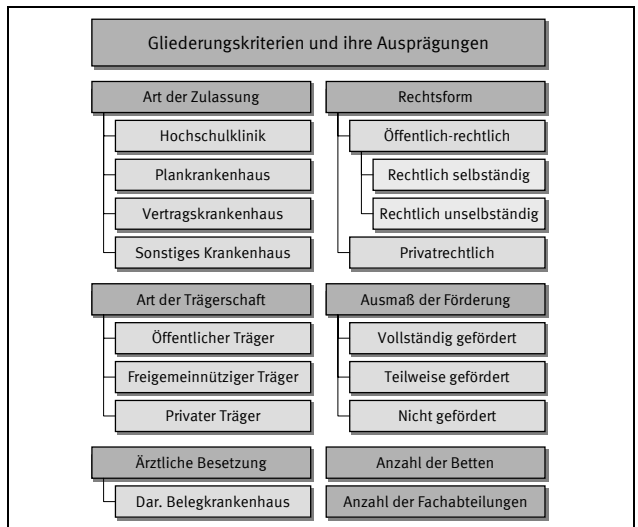 Gliederungskriterien und ihre Ausprägungen
Art der Zulassung
Hochschulklinik
Plankrankenhaus
Vertragskrankenhaus
Sonstiges Krankenhaus
Rechtsform
Öffentlich-rechtlich
Rechtlich selbständig
Rechtlich unselbständig
Privatrechtlich
Art der Trägerschaft
Öffentlicher Träger
Freigemeinnütziger Träger
Privater Träger
Ausmaß der Förderung
Vollständig gefördert
Teilweise gefördert
Nicht gefördert
Ärztliche Besetzung
Dar. Belegkrankenhaus
Anzahl der Betten
Anzahl der Fachabteilungen